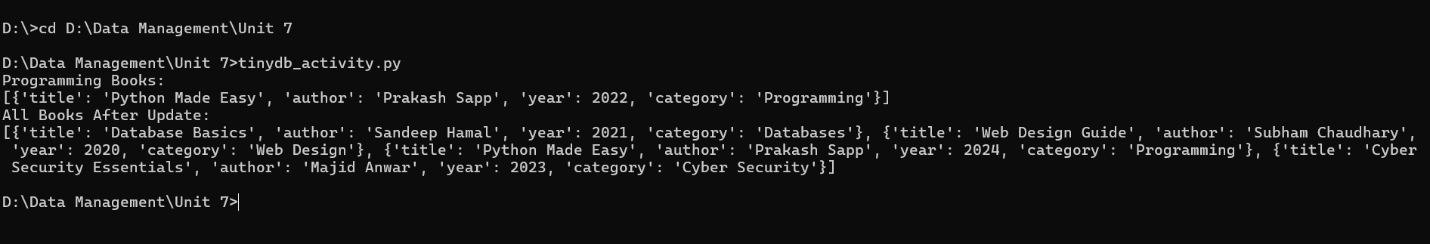 D:\>cd D:\Data Management\Unit 7
D:\Data Management\Unit 7>tinydb_activity.py
Programming Books:
[{'title': 'Python Made Easy', 'author': 'Prakash Sapp', 'year': 2022, 'category': 'Programming'}]
All Books After Update:
[{'title': 'Database Basics', 'author': 'Sandeep Hamal', 'year': 2021, 'category': 'Databases'}, {'title': 'Web Design Guide', 'author': 'Subham Chaudhary',
 'year': 2020, 'category': 'Web Design'}, {'title': 'Python Made Easy', 'author': 'Prakash Sapp', 'year': 2024, 'category': 'Programming'}, {'title': 'Cyber
 Security Essentials', 'author': 'Majid Anwar', 'year': 2023, 'category': 'Cyber Security'}]
D:\Data Management\Unit 7>